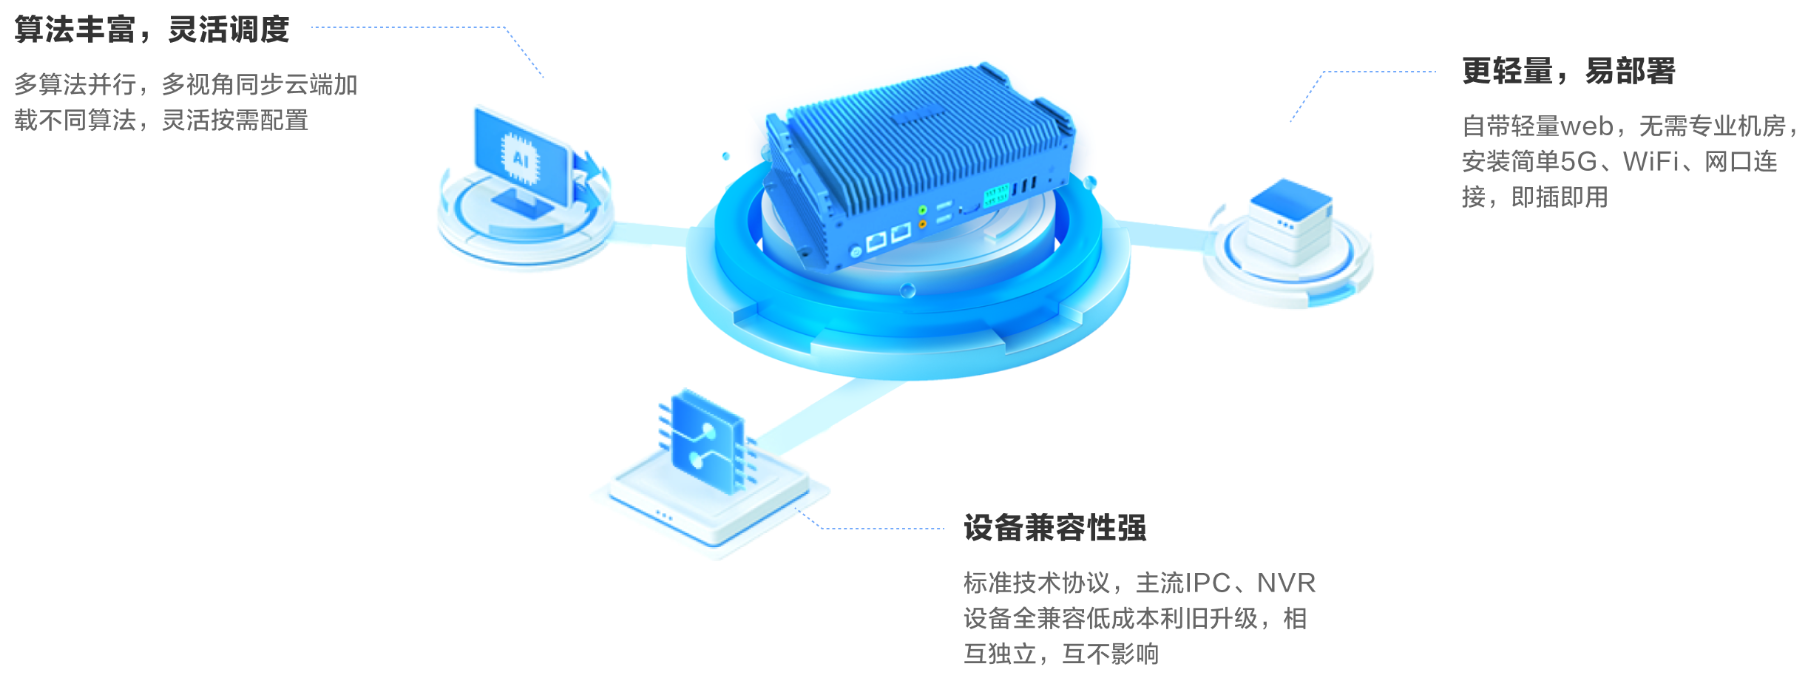 算法丰富，灵活调度
多算法并行，多视角同步云端加
载不同算法，灵活按需配置
AI
更轻量，易部署
自带轻量web，无需专业机房，
安装简单5G、WiFi、网口连
接，即插即用
设备兼容性强
标准技术协议，主流IPC、NVR
设备全兼容低成本利旧升级，相
互独立，互不影响